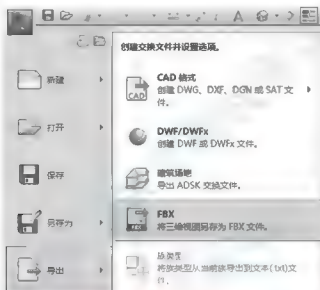 创建交换文件并设置选项。
新建
CAD 格式
创建 DWG、DXF、DGN 或 SAT 文件。
CAD
打开
DWF/DWFx
创建 DWF 或 DWFx 文件。
保存
建筑场地
导出 ADSK 交换文件。
另存为
FBX
将三维视图另存为 FBX 文件。
导出
族类型
将族类型从当前族导出到文本(.txt)文件。